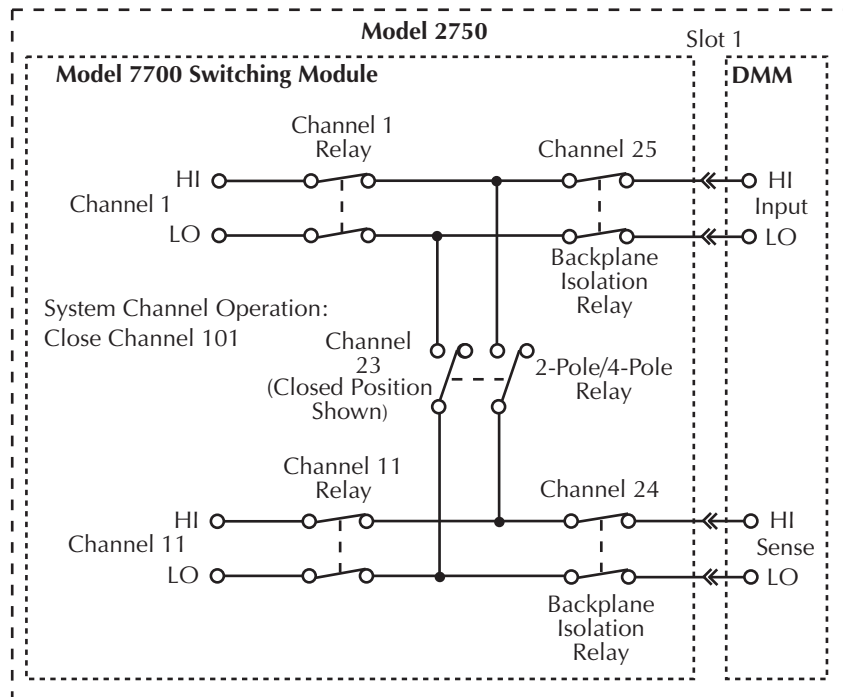 Model 2750
Slot 1
Model 7700 Switching Module
DMM
Channel 1
Relay
Channel 25
HI
HI
Channel 1
Input
LO
LO
Backplane
Isolation
Relay
System Channel Operation:
Close Channel 101
Channel
23
(Closed Position
Shown)
2-Pole/4-Pole
Relay
Channel 11
Relay
Channel 24
HI
HI
Channel 11
Sense
LO
LO
Backplane
Isolation
Relay